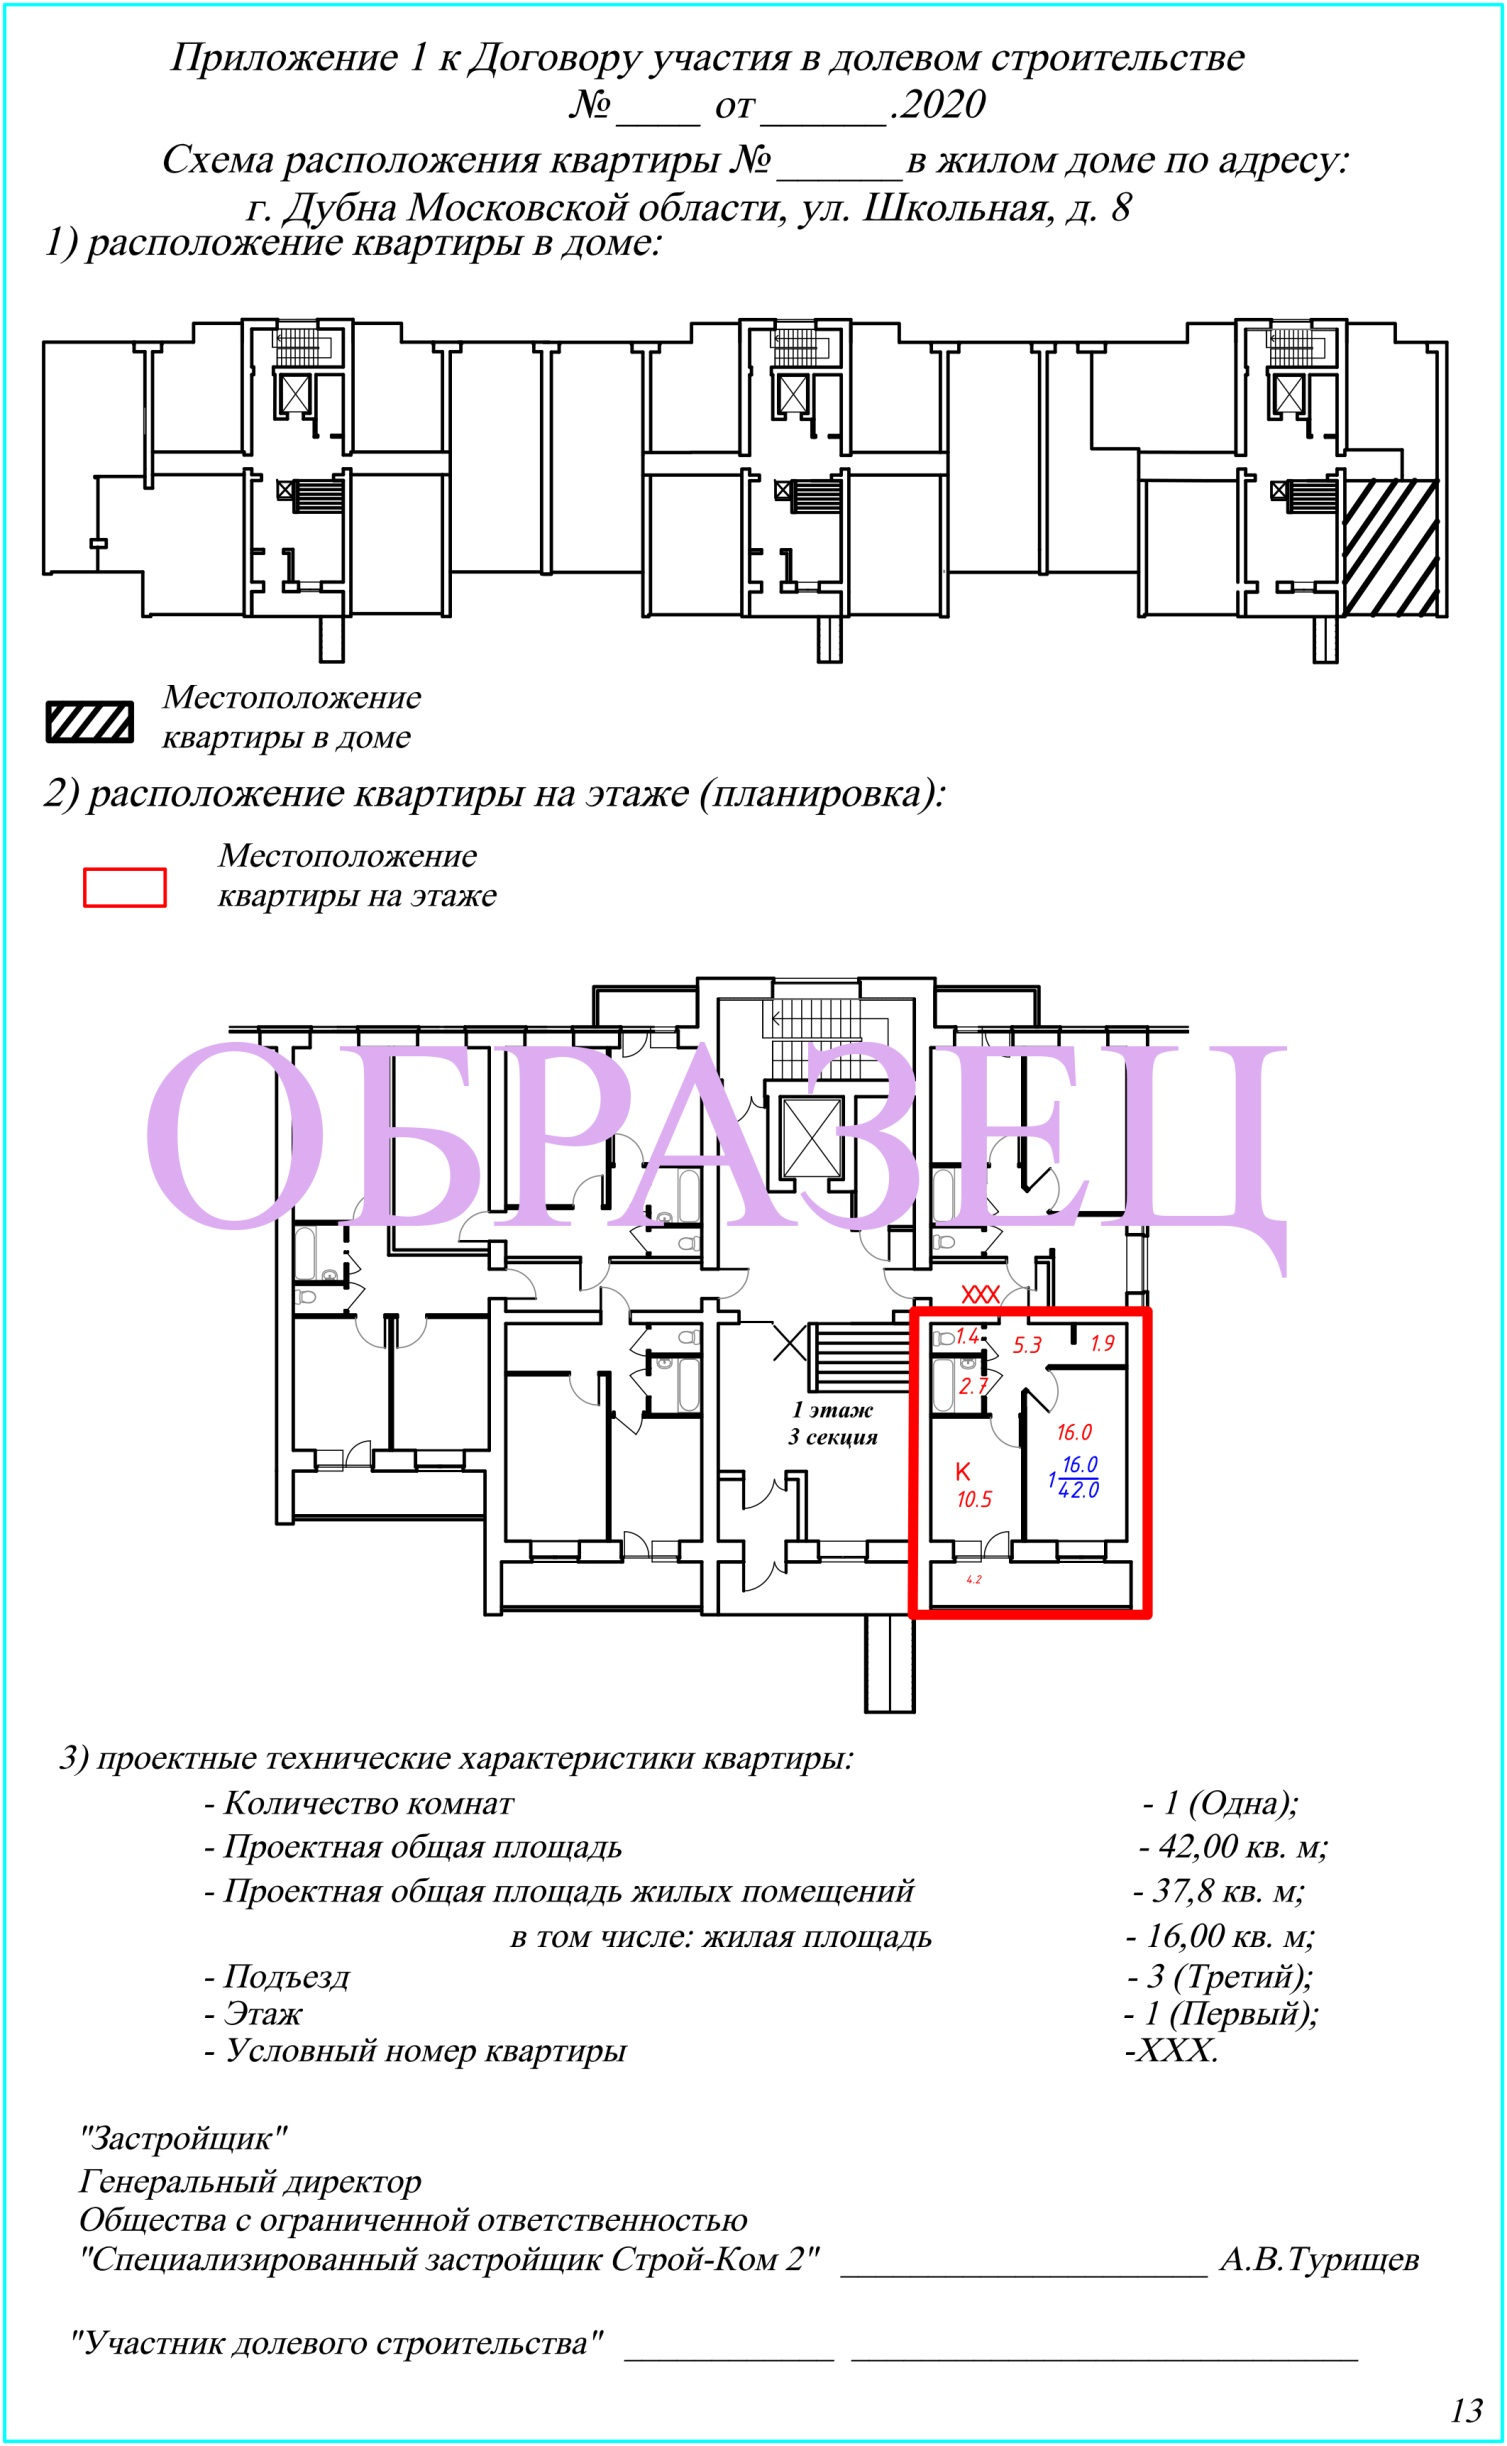 Приложение 1 к Договору участия в долевом строительстве
№ ____ от ______.2020
Схема расположения квартиры № ______ в жилом доме по адресу:
г. Дубна Московской области, ул. Школьная, д. 8
1) расположение квартиры в доме:
Местоположение
квартиры в доме
2) расположение квартиры на этаже (планировка):
Местоположение
квартиры на этаже
ОБРАЗЕЦ
XXX
1.4
5.3
1.9
2.7
1 этаж
3 секция
16.0
К
10.5
1 16.0
42.0
4.2
3) проектные технические характеристики квартиры:
- Количество комнат - 1 (Одна);
- Проектная общая площадь - 42,00 кв. м;
- Проектная общая площадь жилых помещений - 37,8 кв. м;
в том числе: жилая площадь - 16,00 кв. м;
- Подъезд - 3 (Третий);
- Этаж - 1 (Первый);
- Условный номер квартиры -XXX.
"Застройщик"
Генеральный директор
Общества с ограниченной ответственностью
"Специализированный застройщик Строй-Ком 2" _____________________ А.В.Турищев
"Участник долевого строительства" ____________ _____________________________
13